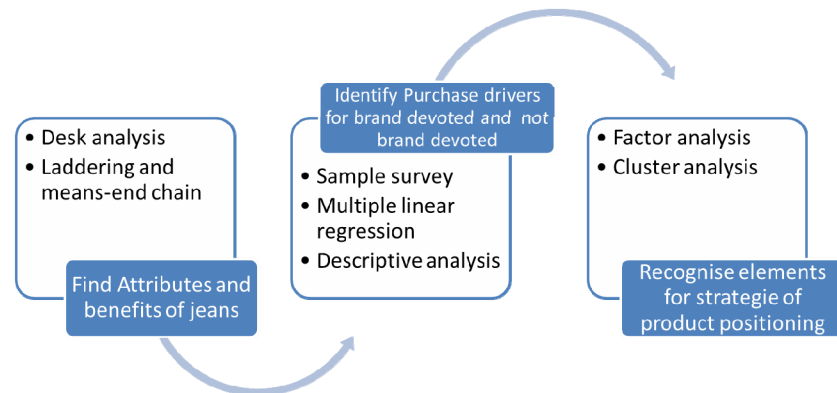 • Desk analysis
• Laddering and
means-end chain
Find Attributes and
benefits of jeans
Identify Purchase drivers
for brand devoted and not
brand devoted
• Sample survey
• Multiple linear
regression
• Descriptive analysis
• Factor analysis
• Cluster analysis
Recognise elements
for strategie of
product positioning